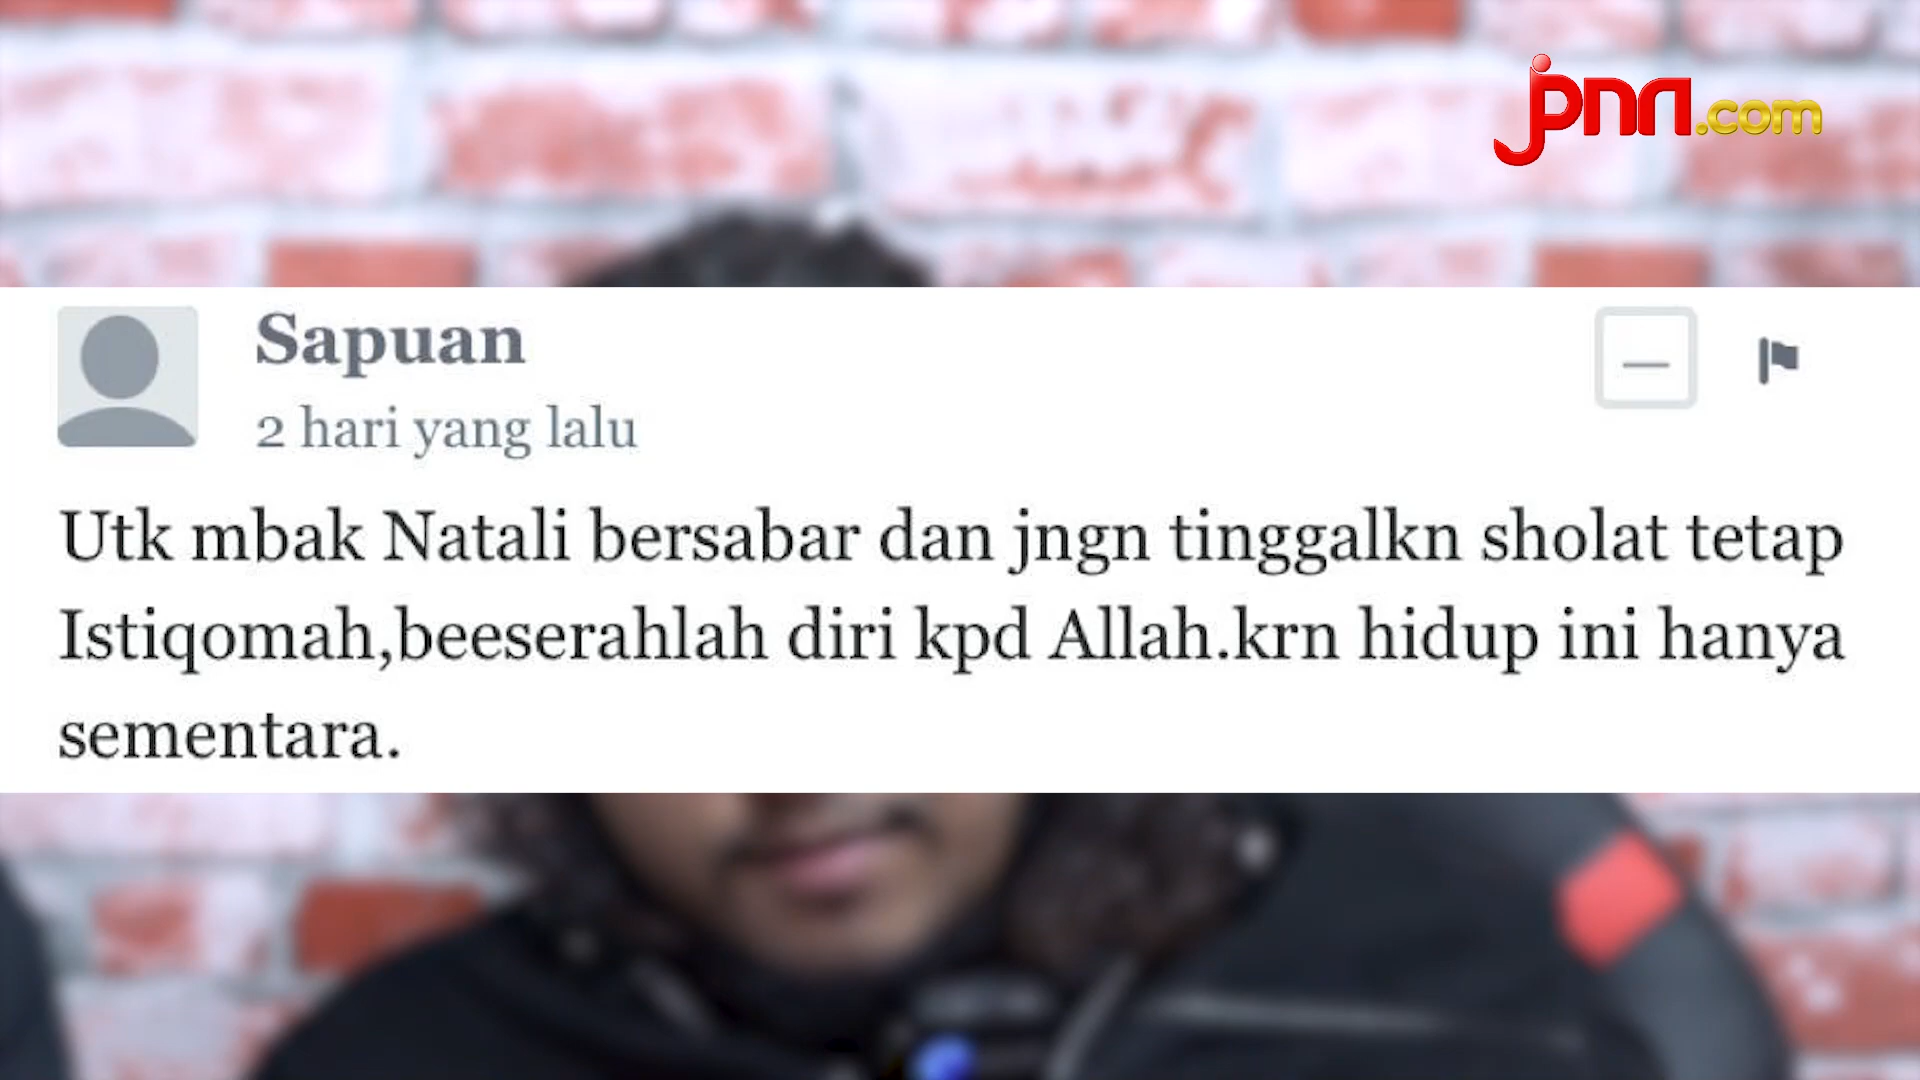 jpnn.com
Sapuan
2 hari yang lalu
Utk mbak Natali bersabar dan jngn tinggalkn sholat tetap
Istiqomah,beeserahlah diri kpd Allah.krn hidup ini hanya
sementara.